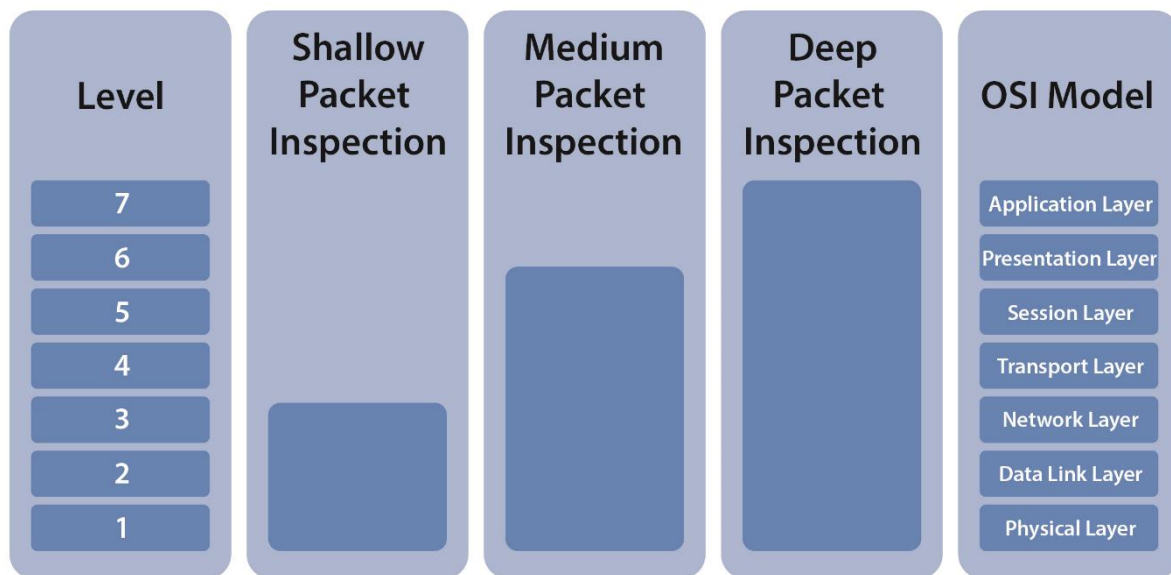 Level
7
6
5
4
3
2
1
Shallow
Packet
Inspection
Medium
Packet
Inspection
Deep
Packet
Inspection
OSI Model
Application Layer
Presentation Layer
Session Layer
Transport Layer
Network Layer
Data Link Layer
Physical Layer